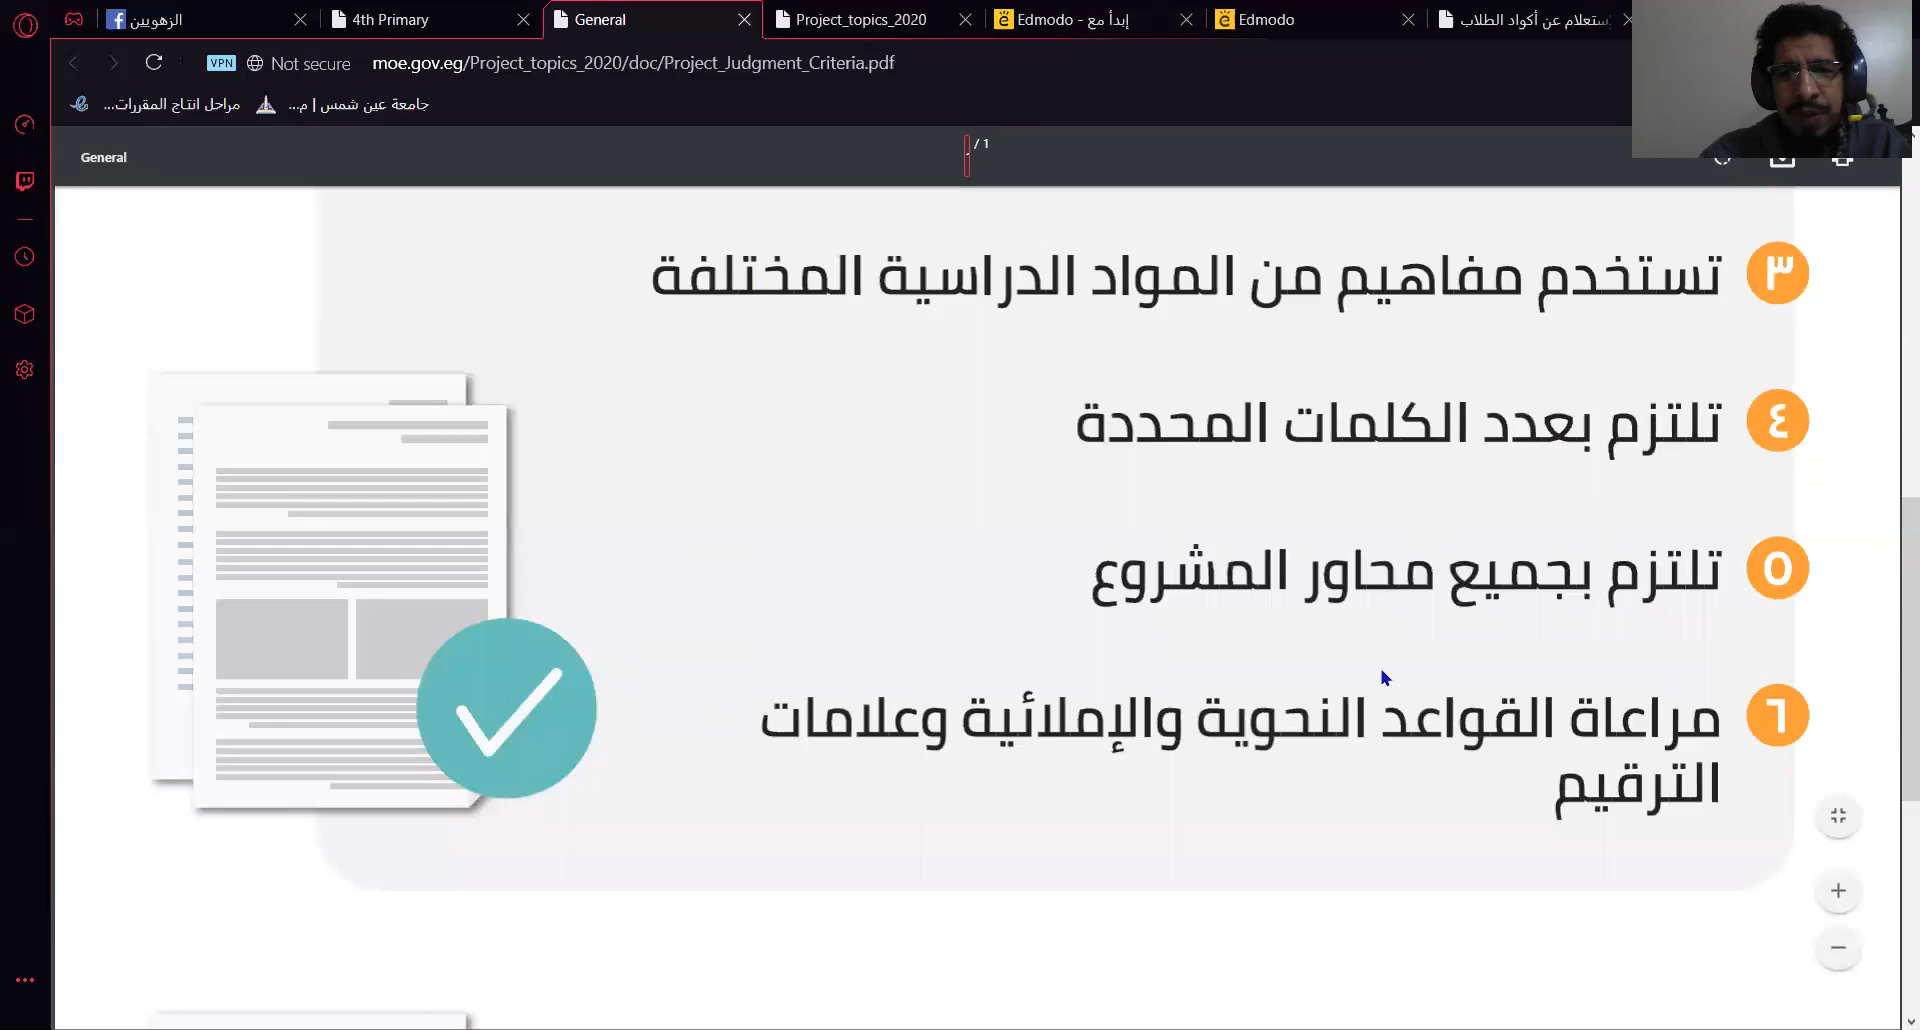 الزهويين
4th Primary
General
Project_topics_2020
Edmodo - إبدأ مع
Edmodo
إستعلام عن أكواد الطلاب
VPN
Not secure
moe.gov.eg/Project_topics_2020/doc/Project_Judgment_Criteria.pdf
مراحل انتاج المقررات...
جامعة عين شمس | م...
General
/ 1
٣ تستخدم مفاهيم من المواد الدراسية المختلفة
٤ تلتزم بعدد الكلمات المحددة
٥ تلتزم بجميع محاور المشروع
٦ مراعاة القواعد النحوية والإملائية وعلامات
الترقيم